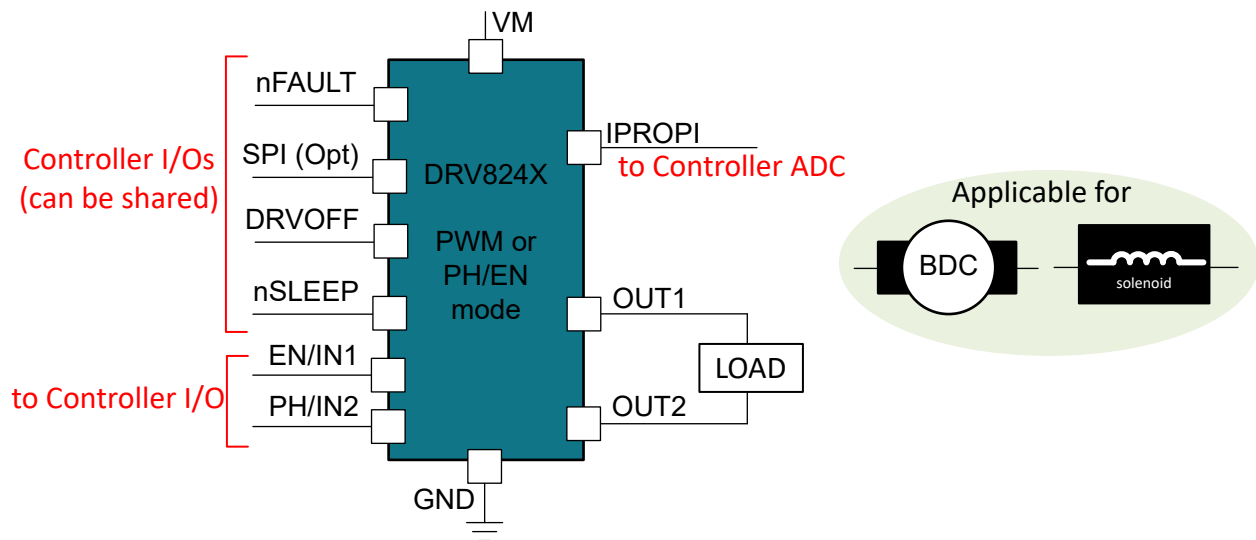 VM
nFAULT
SPI (Opt)
DRVOFF
nSLEEP
Controller I/Os
(can be shared)
EN/IN1
PH/IN2
to Controller I/O
DRV824X
PWM or
PH/EN
mode
IPROPI
to Controller ADC
OUT1
LOAD
OUT2
GND
Applicable for
BDC
solenoid